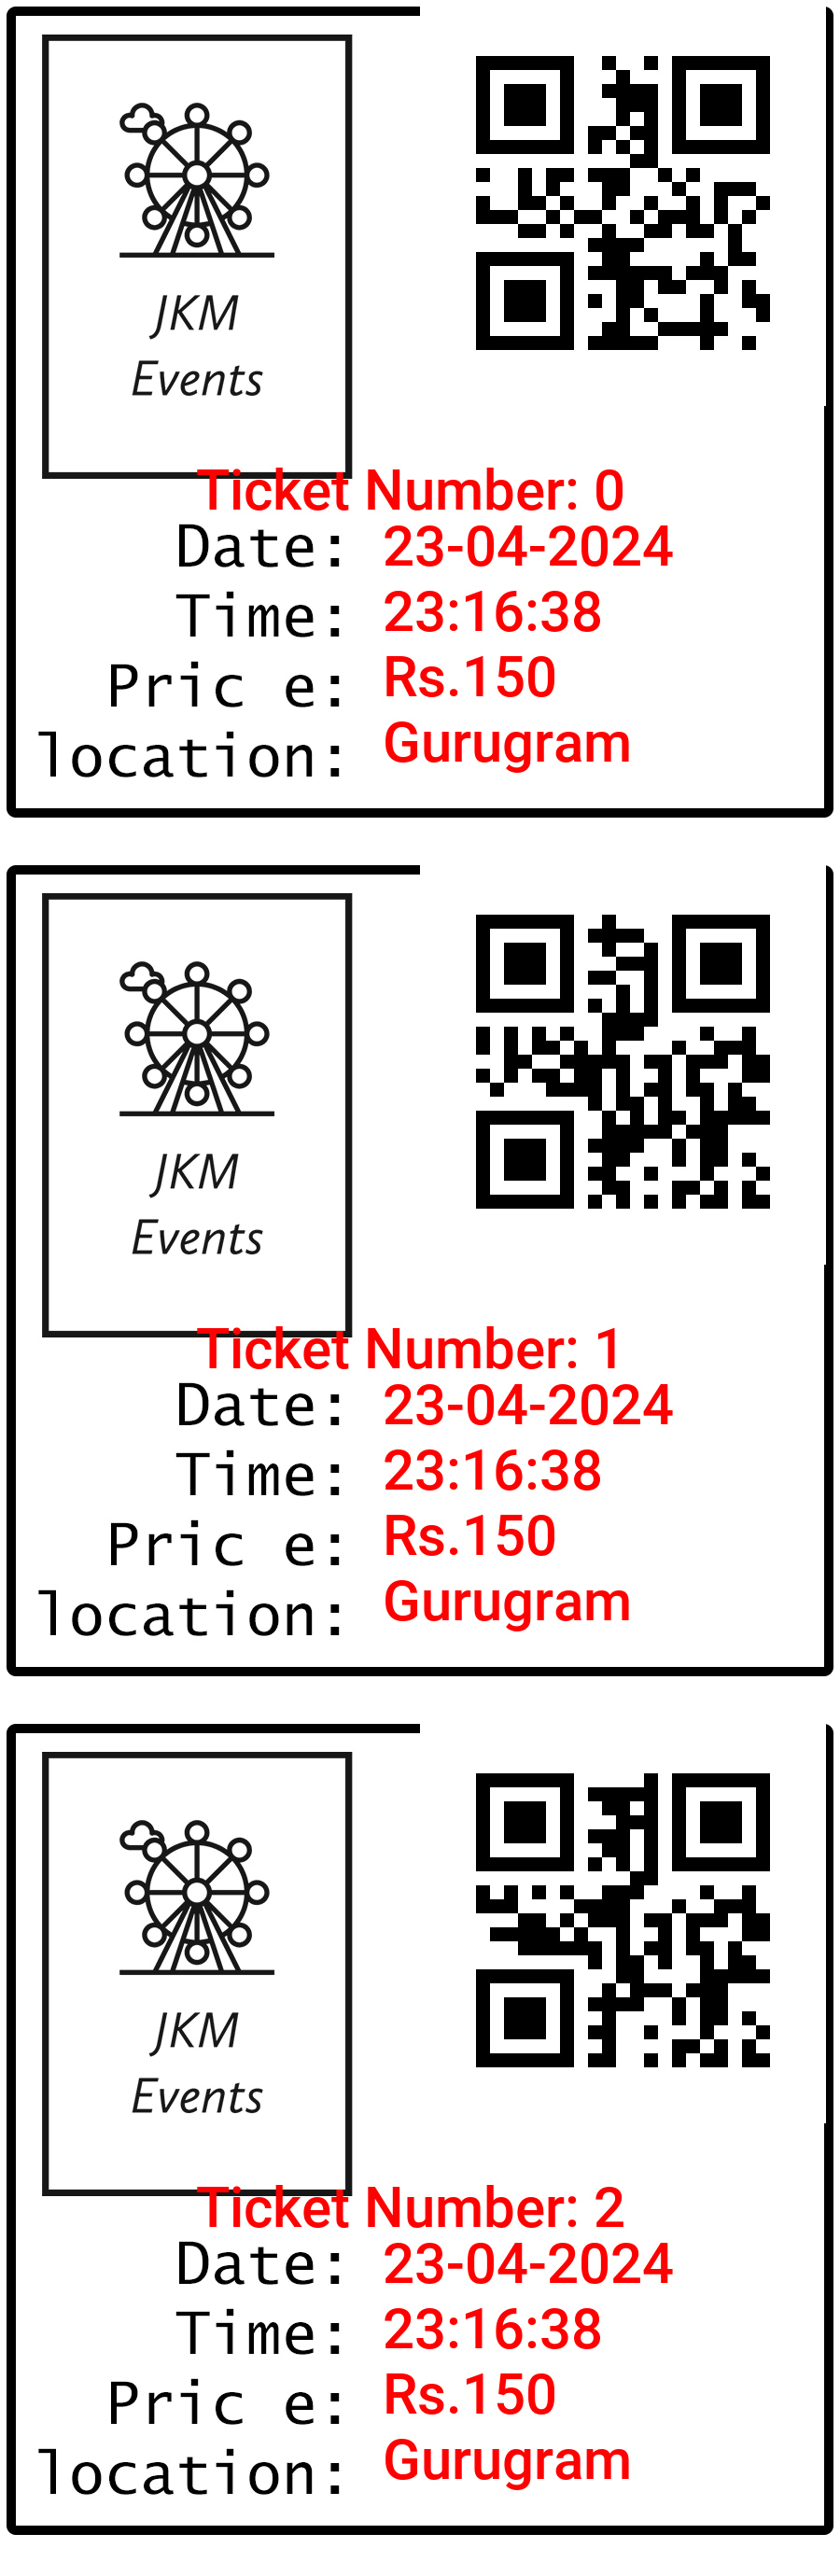 JKM
Events
Ticket Number: 0
Date: 23-04-2024
Time: 23:16:38
Pric e: Rs.150
location: Gurugram
JKM
Events
Ticket Number: 1
Date: 23-04-2024
Time: 23:16:38
Pric e: Rs.150
location: Gurugram
JKM
Events
Ticket Number: 2
Date: 23-04-2024
Time: 23:16:38
Pric e: Rs.150
location: Gurugram